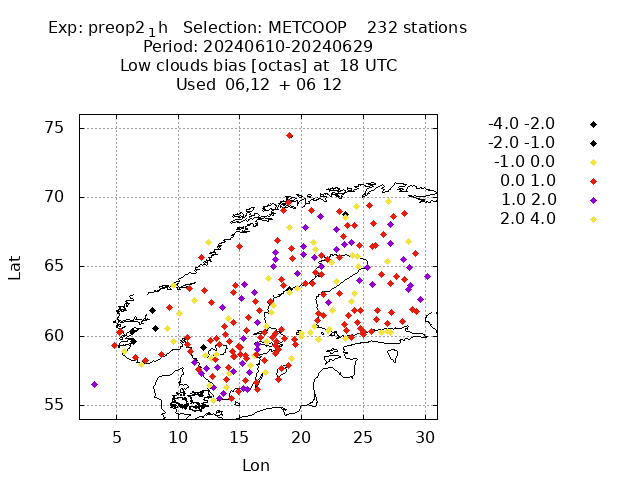 Exp: preop2_1h   Selection: METCOOP    232 stations
Period: 20240610-20240629
Low clouds bias [octas] at  18 UTC
Used  06,12  + 06 12
-4.0 -2.0
-2.0 -1.0
-1.0 0.0
0.0 1.0
1.0 2.0
2.0 4.0
75
70
65
60
55
Lat
5 10 15 20 25 30
Lon